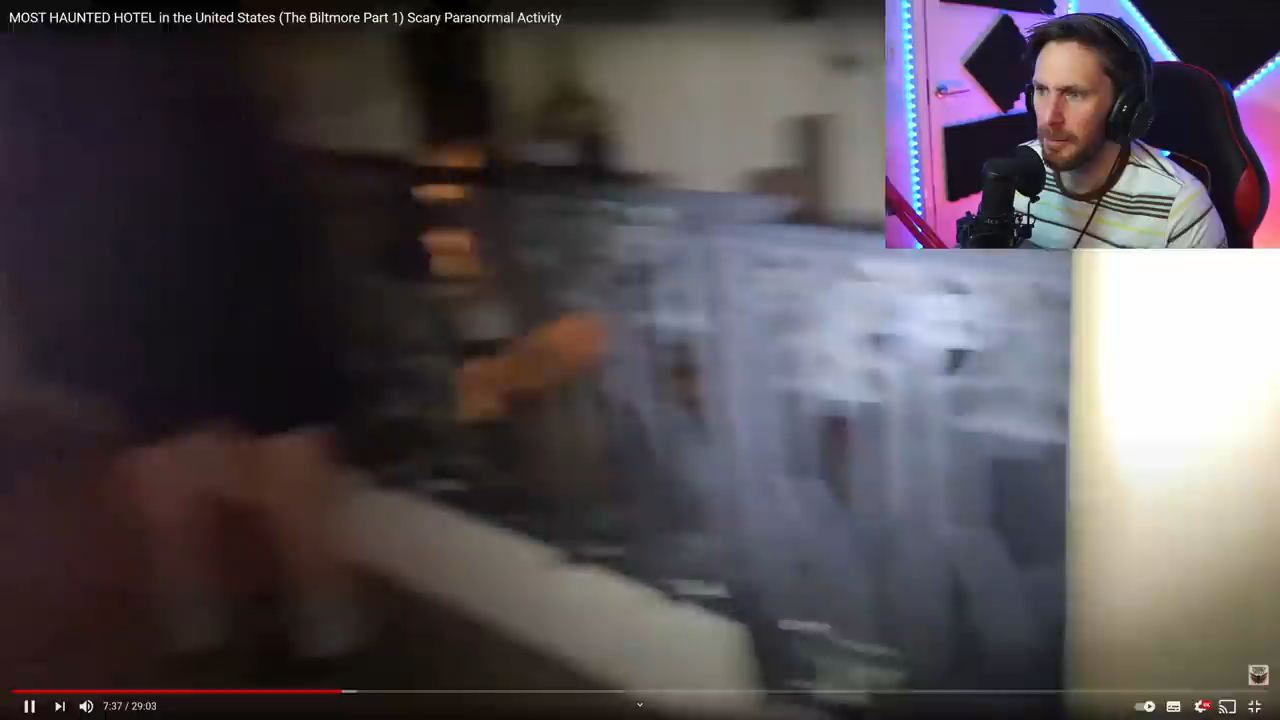 MOST HAUNTED HOTEL in the United States (The Biltmore Part 1) Scary Paranormal Activity
7:37 / 29:03